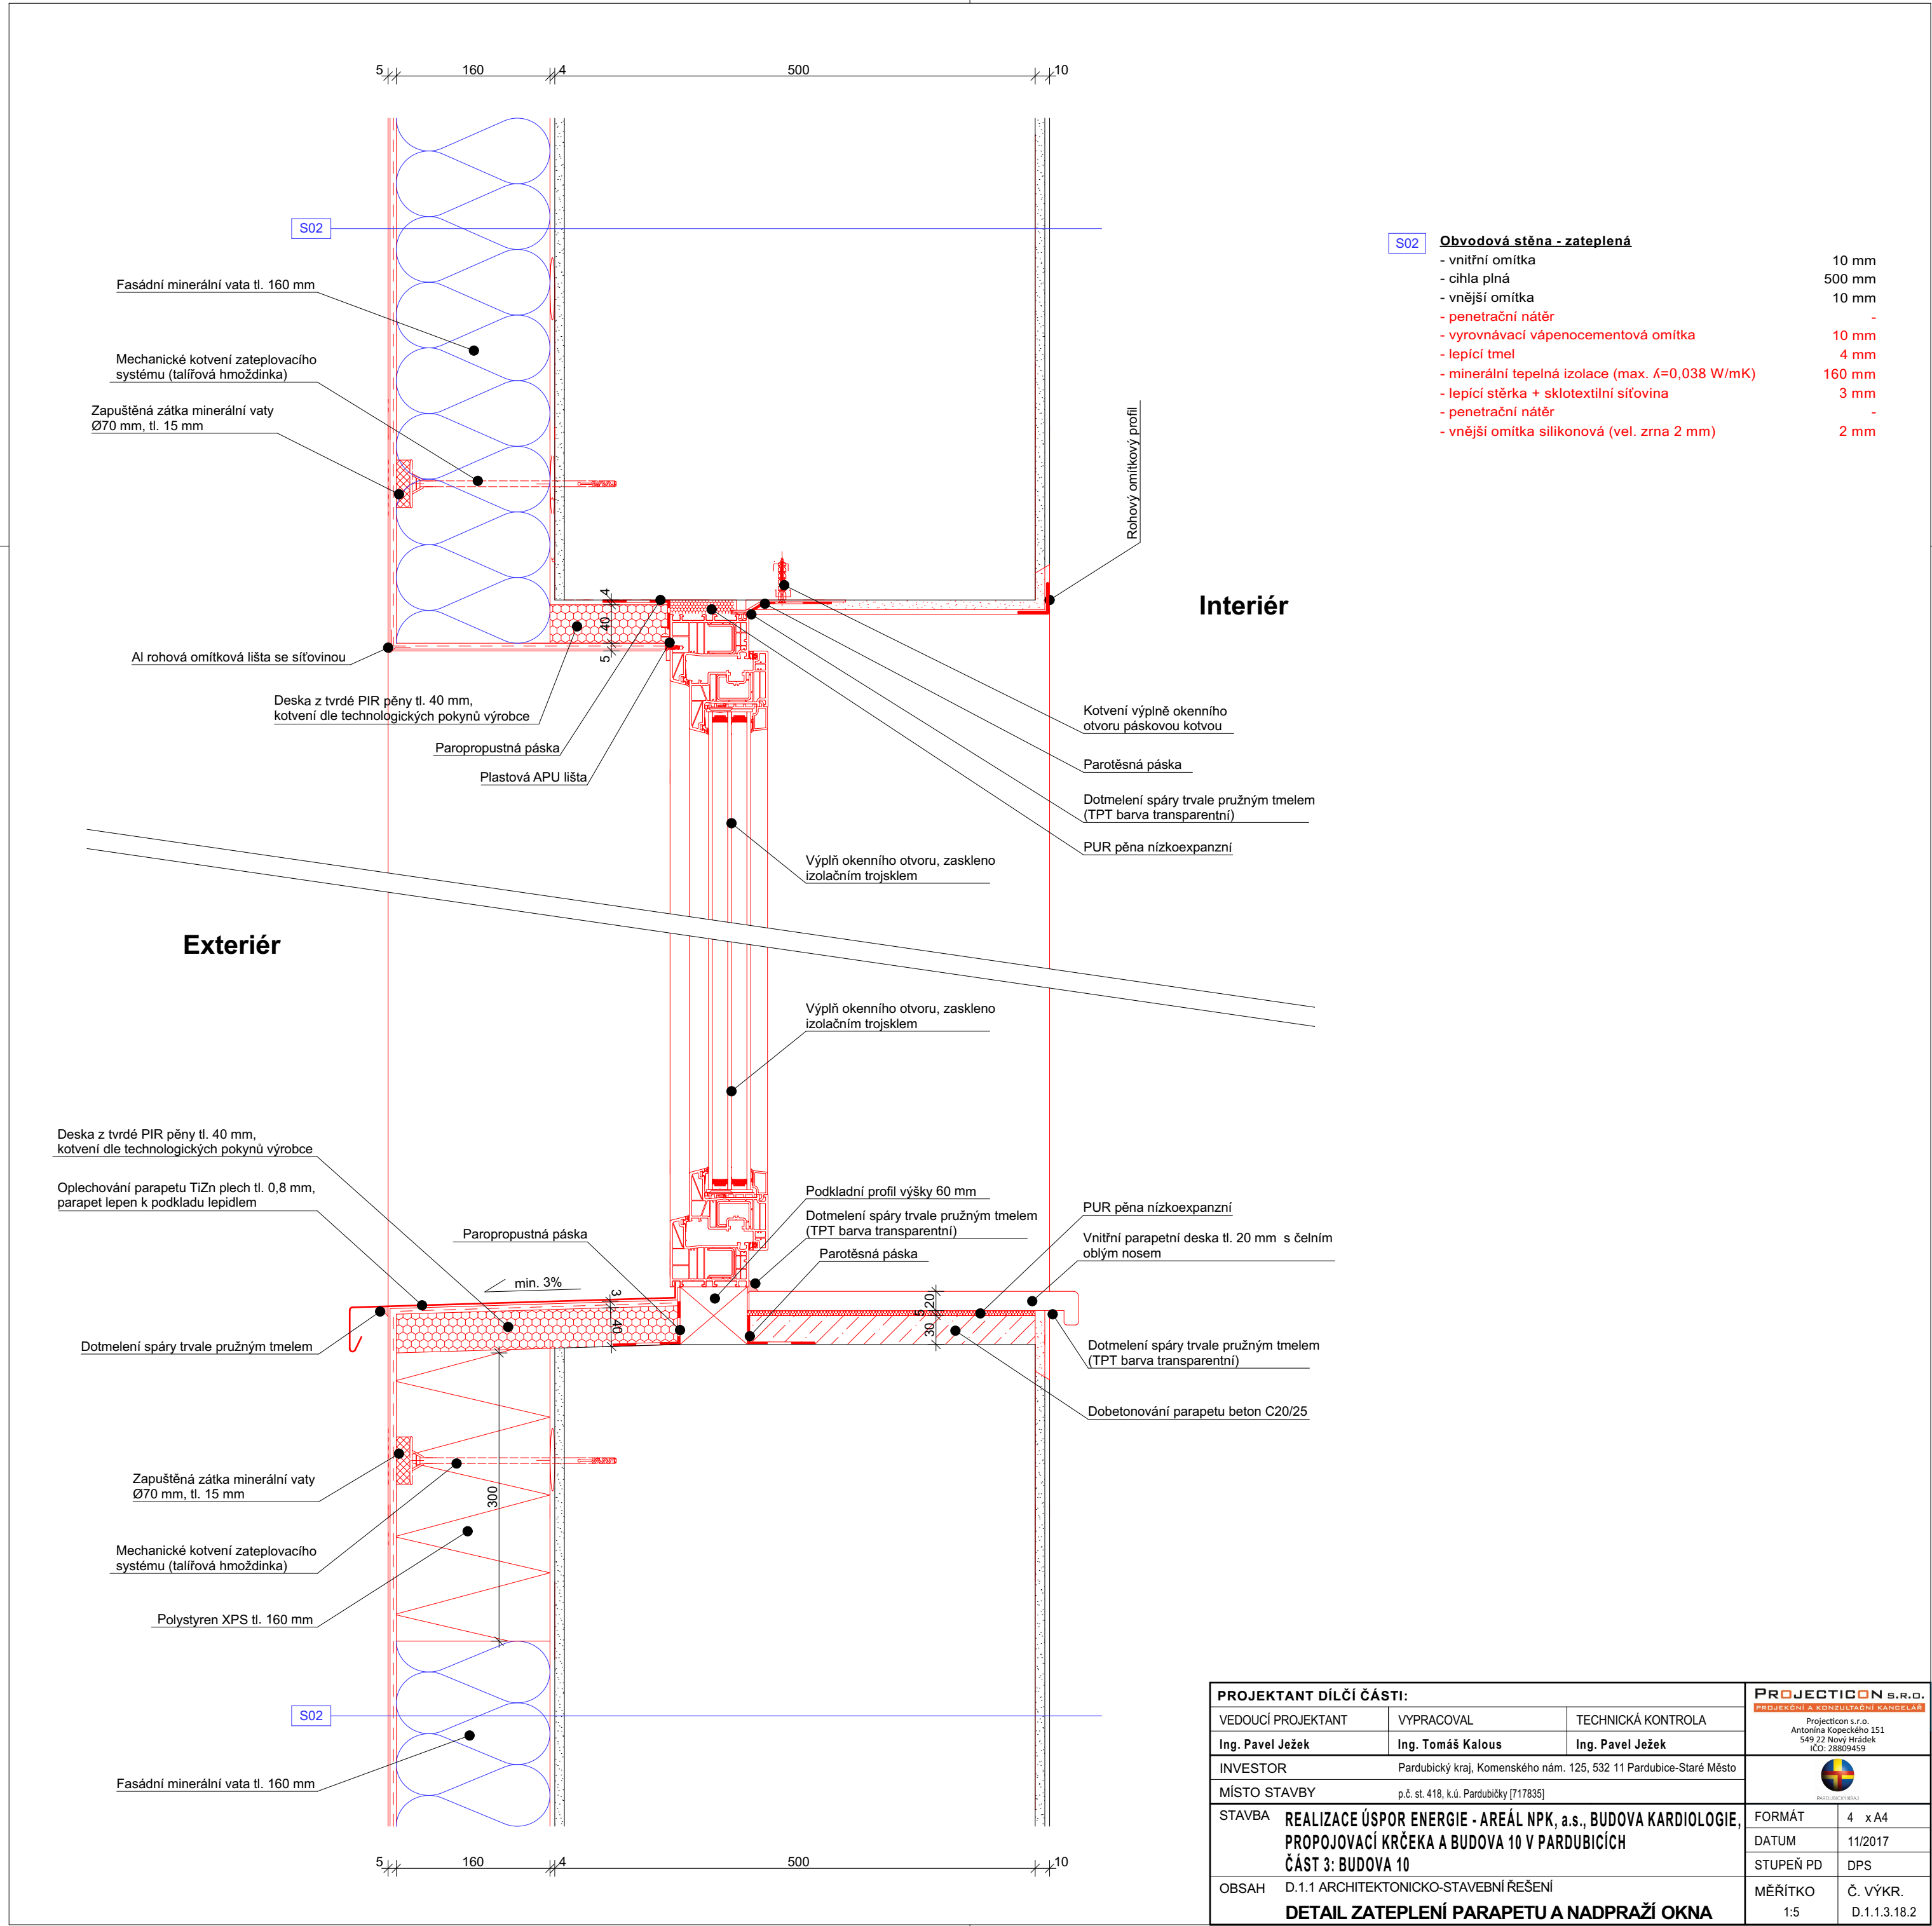 5 160 4 500 10
S02
Fasádní minerální vata tl. 160 mm
Mechanické kotvení zateplovacího
systému (talířová hmoždinka)
Zapuštěná zátka minerální vaty
Ø70 mm, tl. 15 mm
S02 Obvodová stěna - zateplená
- vnitřní omítka 10 mm
- cihla plná 500 mm
- vnější omítka 10 mm
- penetrační nátěr -
- vyrovnávací vápenocementová omítka 10 mm
- lepící tmel 4 mm
- minerální tepelná izolace (max. ʎ=0,038 W/mK) 160 mm
- lepící stěrka + sklotextilní síťovina 3 mm
- penetrační nátěr -
- vnější omítka silikonová (vel. zrna 2 mm) 2 mm
Rohový omítkový profil
Interiér
4
40
5
Al rohová omítková lišta se síťovinou
Deska z tvrdé PIR pěny tl. 40 mm,
kotvení dle technologických pokynů výrobce
Paropropustná páska
Plastová APU lišta
Kotvení výplně okenního
otvoru páskovou kotvou
Parotěsná páska
Dotmelení spáry trvale pružným tmelem
(TPT barva transparentní)
PUR pěna nízkoexpanzní
Výplň okenního otvoru, zaskleno
izolačním trojsklem
Exteriér
Výplň okenního otvoru, zaskleno
izolačním trojsklem
Deska z tvrdé PIR pěny tl. 40 mm,
kotvení dle technologických pokynů výrobce
Oplechování parapetu TiZn plech tl. 0,8 mm,
parapet lepen k podkladu lepidlem
Paropropustná páska
min. 3%
Podkladní profil výšky 60 mm
Dotmelení spáry trvale pružným tmelem
(TPT barva transparentní)
Parotěsná páska
PUR pěna nízkoexpanzní
Vnitřní parapetní deska tl. 20 mm s čelním
oblým nosem
3
40
20
5
30
Dotmelení spáry trvale pružným tmelem
Dotmelení spáry trvale pružným tmelem
(TPT barva transparentní)
Dobetonování parapetu beton C20/25
300
Zapuštěná zátka minerální vaty
Ø70 mm, tl. 15 mm
Mechanické kotvení zateplovacího
systému (talířová hmoždinka)
Polystyren XPS tl. 160 mm
S02
Fasádní minerální vata tl. 160 mm
5 160 4 500 10
PROJEKTANT DÍLČÍ ČÁSTI:
VEDOUCÍ PROJEKTANT VYPRACOVAL TECHNICKÁ KONTROLA
Ing. Pavel Ježek Ing. Tomáš Kalous Ing. Pavel Ježek
INVESTOR Pardubický kraj, Komenského nám. 125, 532 11 Pardubice-Staré Město
MÍSTO STAVBY p.č. st. 418, k.ú. Pardubičky [717835]
STAVBA REALIZACE ÚSPOR ENERGIE - AREÁL NPK, a.s., BUDOVA KARDIOLOGIE,
PROPOJOVACÍ KRČEKA A BUDOVA 10 V PARDUBICÍCH
ČÁST 3: BUDOVA 10
OBSAH D.1.1 ARCHITEKTONICKO-STAVEBNÍ ŘEŠENÍ
DETAIL ZATEPLENÍ PARAPETU A NADPRAŽÍ OKNA
PROJECTICON S.R.O.
PROJEKČNÍ A KONZULTAČNÍ KANCELÁŘ
Projecticon s.r.o.
Antonína Kopeckého 151
549 22 Nový Hrádek
IČO: 28809459
PARDUBICKÝ KRAJ
FORMÁT 4 x A4
DATUM 11/2017
STUPEŇ PD DPS
MĚŘÍTKO Č. VÝKR.
1:5 D.1.1.3.18.2